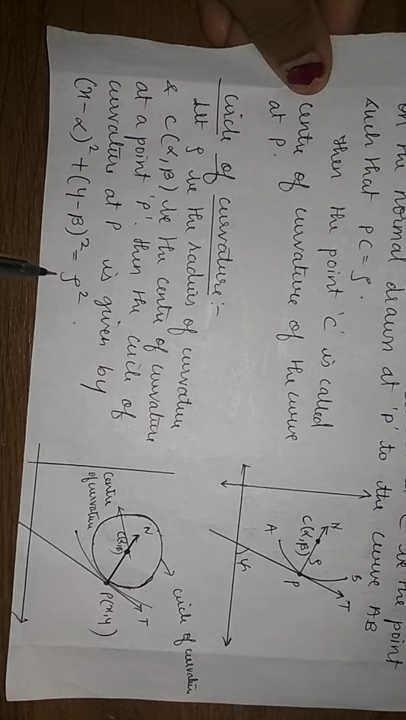 on the normal drawn at 'P' to the curve AB
such that PC = ρ.
Then the point 'C' is called
centre of curvature of the curve
at P.
Circle of curvature :-
Let ρ be the radius of curvature
& C(α, β) be the centre of curvature
at a point 'P'. Then the circle of
curvature at P is given by
(x-α)² + (y-β)² = ρ².
N
C(α,β)
ρ
B
T
A
P
ψ
circle of curvature
N
C(α,β)
T
P(x,y)
centre
of curvature